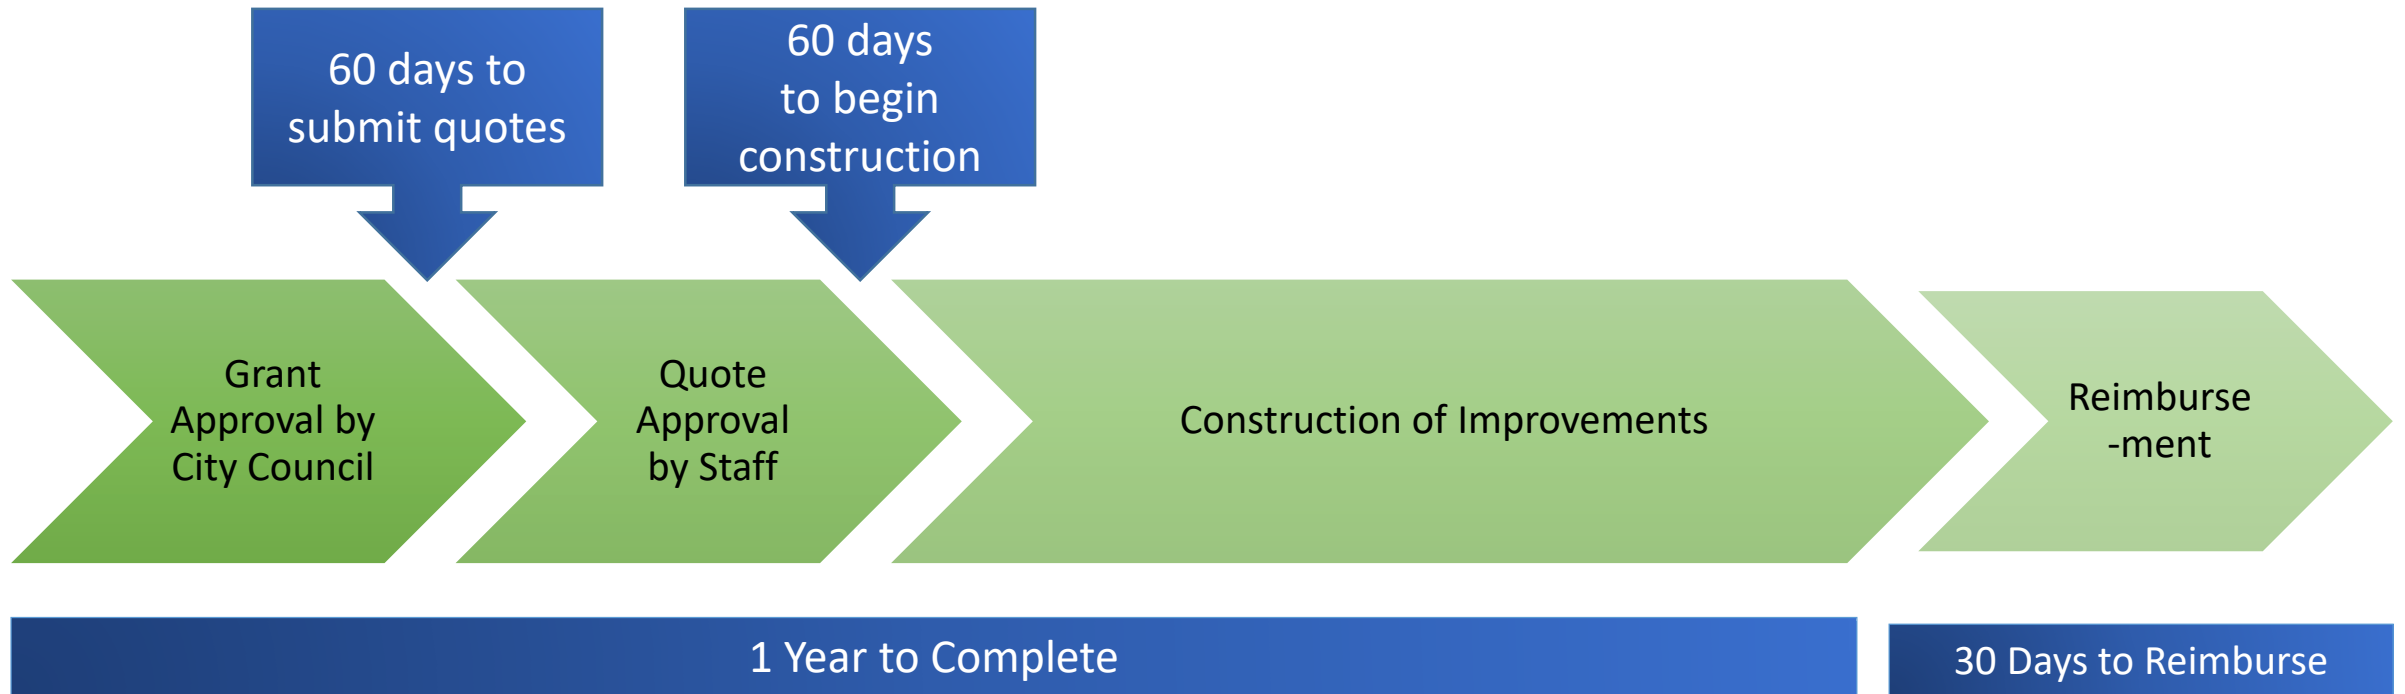 60 days to
submit quotes
60 days
to begin
construction
Grant
Approval by
City Council
Quote
Approval
by Staff
Construction of Improvements
Reimburse
-ment
1 Year to Complete
30 Days to Reimburse